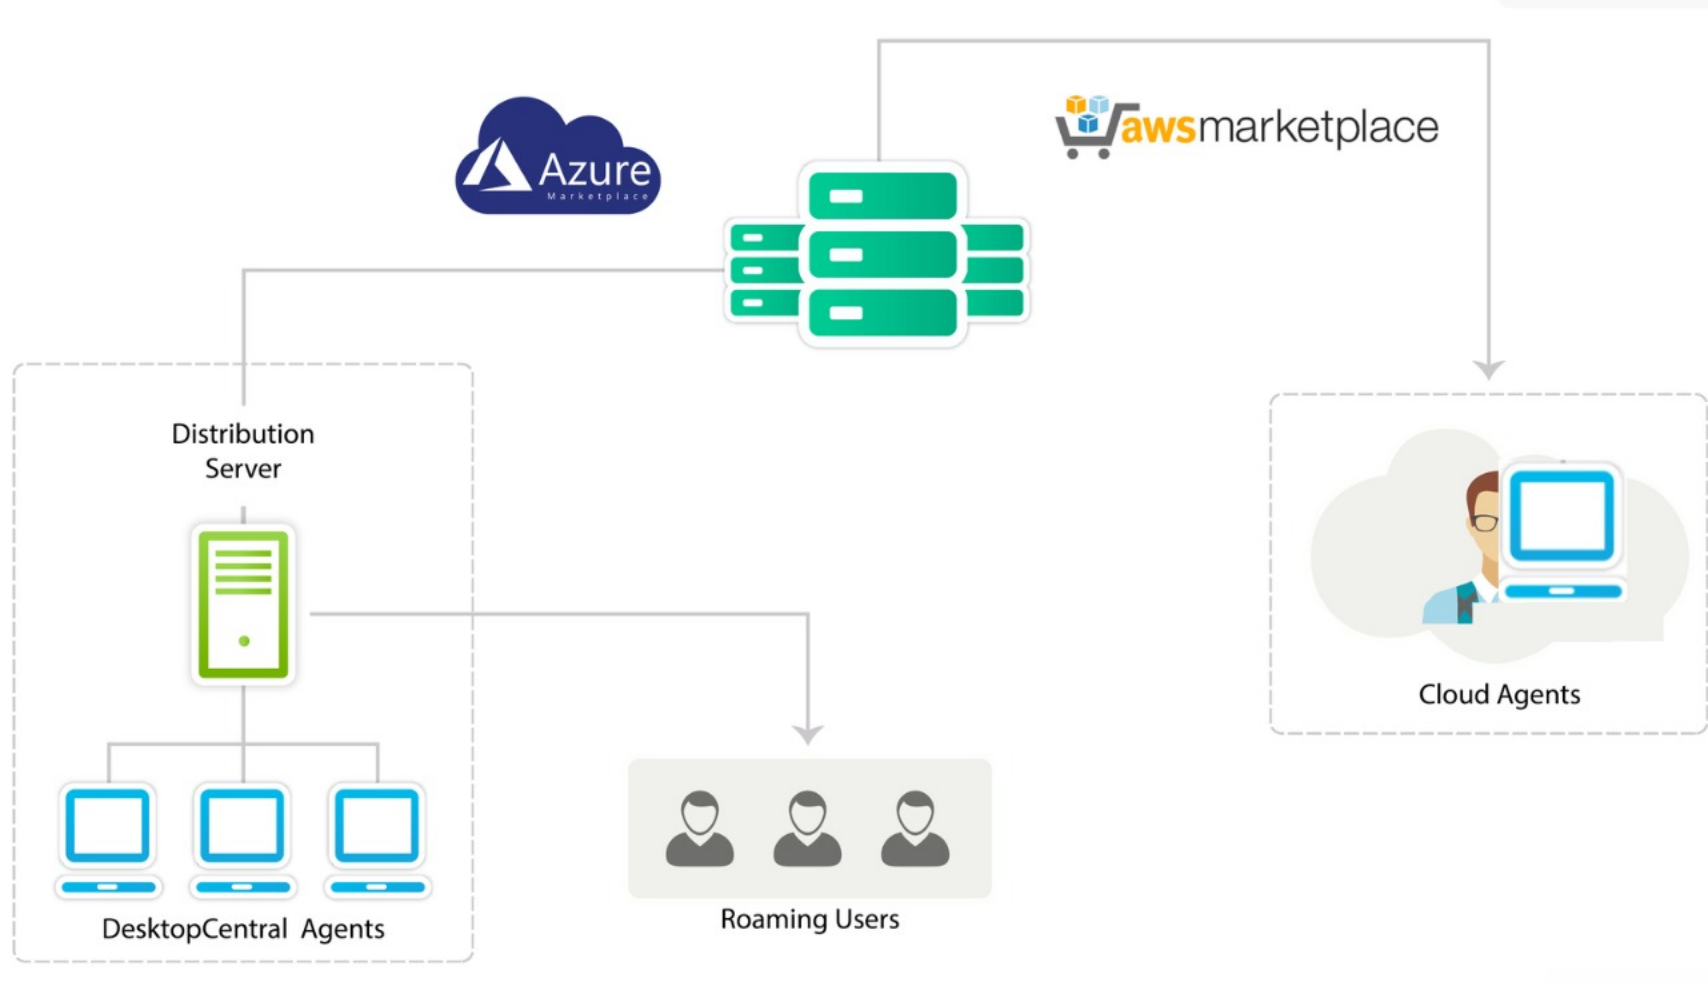 Azure
Marketplace
awsmarketplace
Distribution
Server
Cloud Agents
DesktopCentral Agents
Roaming Users